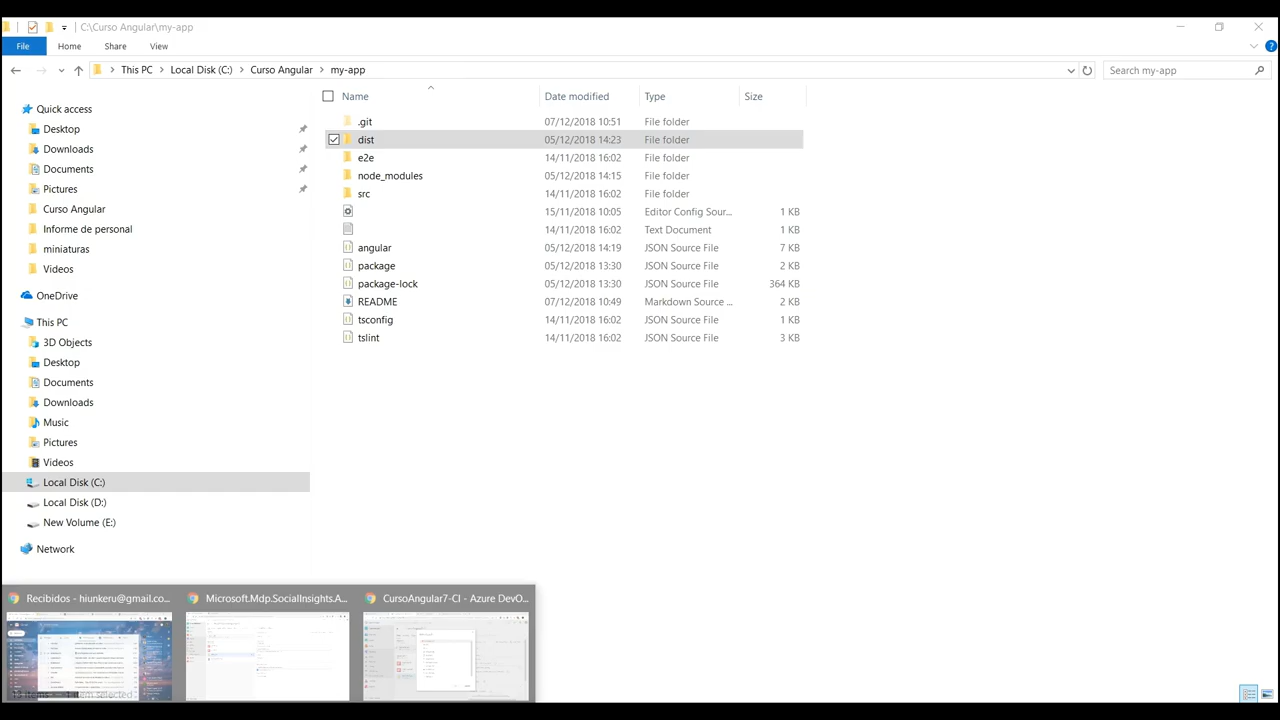 C:\Curso Angular\my-app
File Home Share View
This PC Local Disk (C:) Curso Angular my-app Search my-app
Name Date modified Type Size
Quick access
Desktop
Downloads
Documents
Pictures
Curso Angular
Informe de personal
miniaturas
Videos
OneDrive
This PC
3D Objects
Desktop
Documents
Downloads
Music
Pictures
Videos
Local Disk (C:)
Local Disk (D:)
New Volume (E:)
Network
.git 07/12/2018 10:51 File folder
dist 05/12/2018 14:23 File folder
e2e 14/11/2018 16:02 File folder
node_modules 05/12/2018 14:15 File folder
src 14/11/2018 16:02 File folder
15/11/2018 10:05 Editor Config Sour... 1 KB
14/11/2018 16:02 Text Document 1 KB
angular 05/12/2018 14:19 JSON Source File 7 KB
package 05/12/2018 13:30 JSON Source File 2 KB
package-lock 05/12/2018 13:30 JSON Source File 364 KB
README 07/12/2018 10:49 Markdown Source ... 2 KB
tsconfig 14/11/2018 16:02 JSON Source File 1 KB
tslint 14/11/2018 16:02 JSON Source File 3 KB
Recibidos - hiunkeru@gmail.co... Microsoft.Mdp.SocialInsights.A... CursoAngular7-CI - Azure DevO...